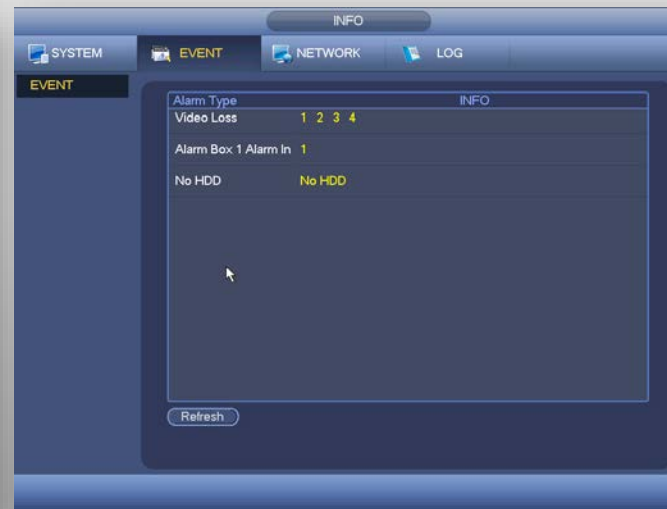 INFO
SYSTEM EVENT NETWORK LOG
EVENT
Alarm Type INFO
Video Loss 1 2 3 4
Alarm Box 1 Alarm In 1
No HDD No HDD
Refresh